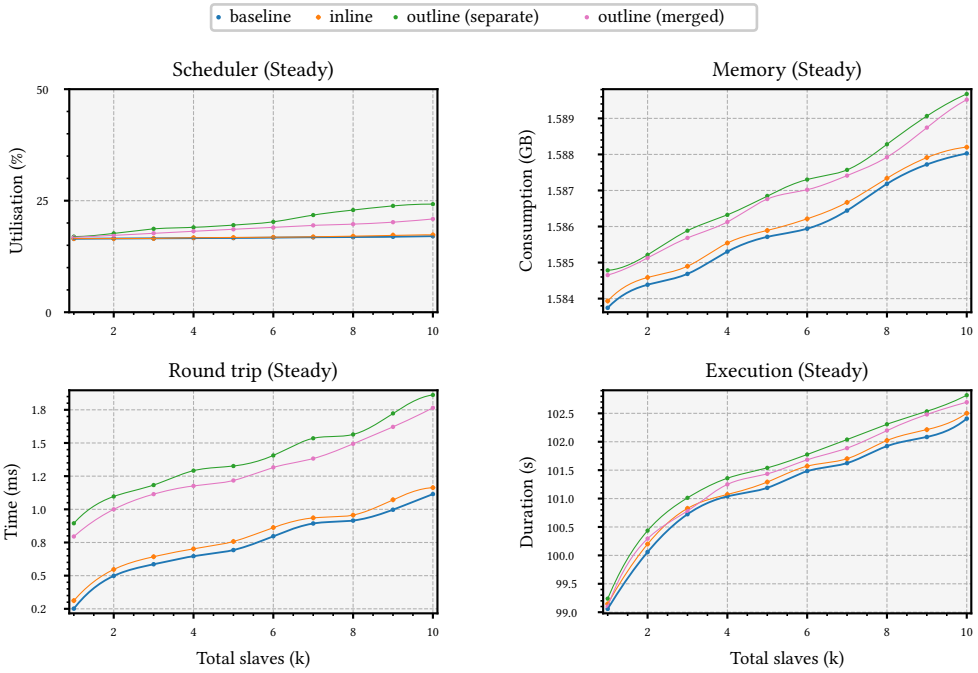 baseline inline outline (separate) outline (merged)
Scheduler (Steady)
Utilisation (%)
50
25
0
2 4 6 8 10
Memory (Steady)
Consumption (GB)
1.589
1.588
1.587
1.586
1.585
1.584
2 4 6 8 10
Round trip (Steady)
Time (ms)
1.8
1.5
1.2
1.0
0.8
0.5
0.2
2 4 6 8 10
Total slaves (k)
Execution (Steady)
Duration (s)
102.5
102.0
101.5
101.0
100.5
100.0
99.5
99.0
2 4 6 8 10
Total slaves (k)